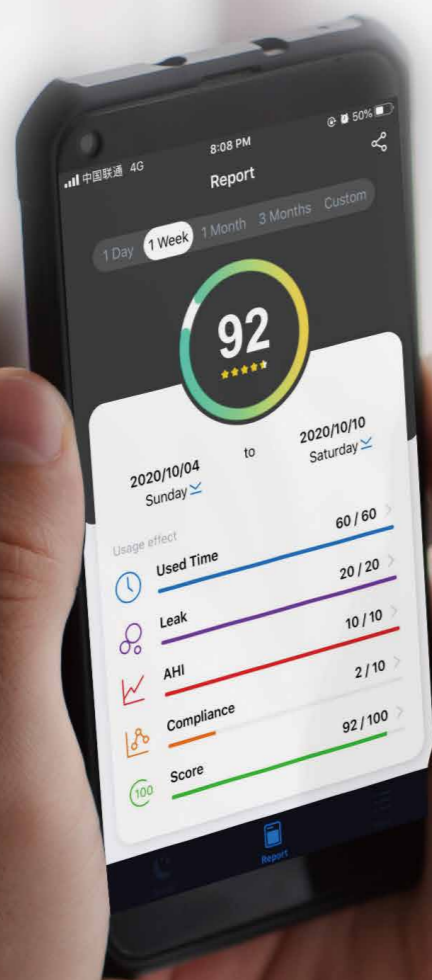 中国联通 4G 8:08 PM 50%
Report
1 Day 1 Week 1 Month 3 Months Custom
92
2020/10/04 to 2020/10/10
Sunday Saturday
Usage effect
Used Time 60 / 60
Leak 20 / 20
AHI 10 / 10
Compliance 2 / 10
100 Score 92 / 100
Report